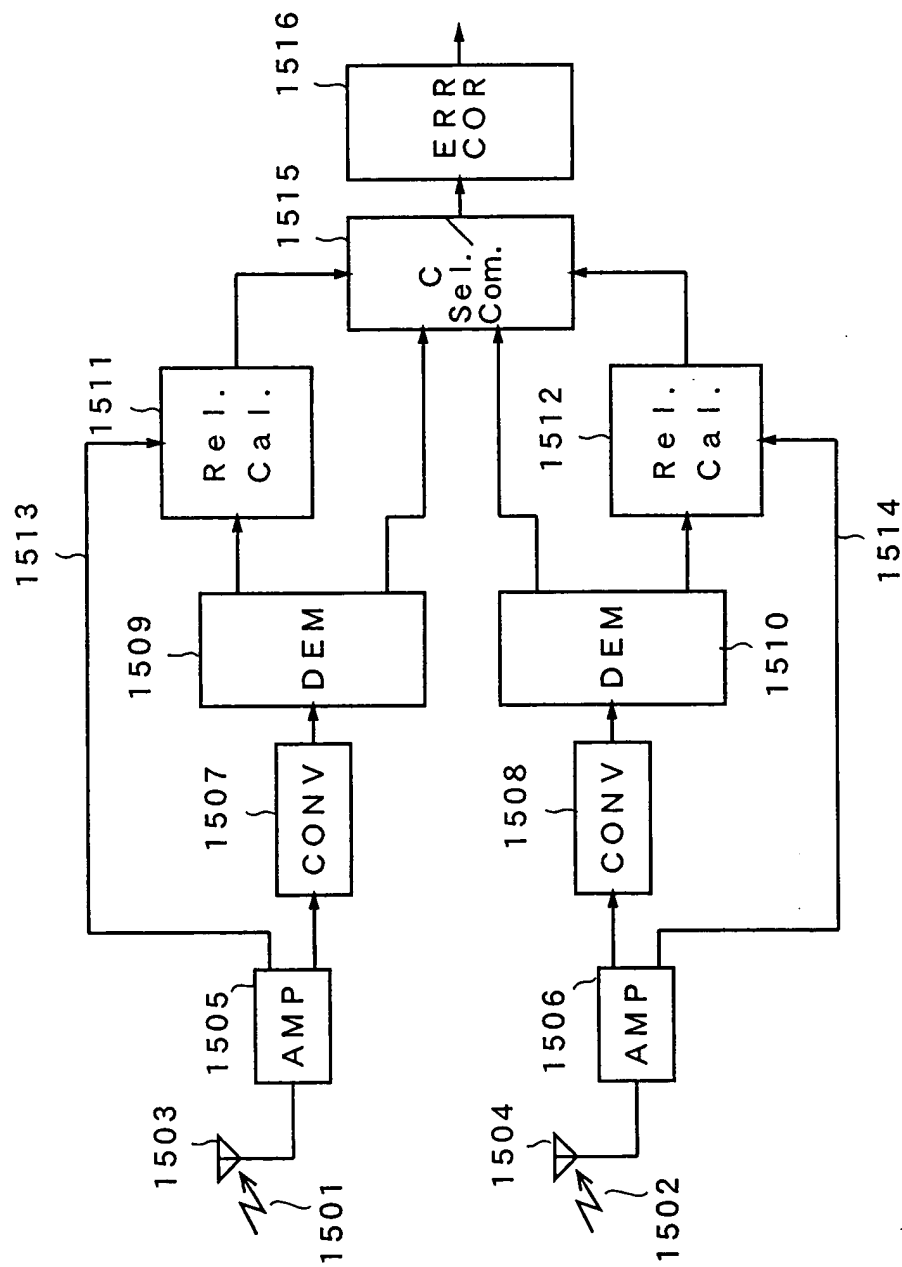 1501
1503
1505
AMP
1507
CONV
1509
DEM
1513
1511
Rel.
Cal.
1515
C
Sel.
Com.
1516
ERR
COR
1502
1504
1506
AMP
1508
CONV
1510
DEM
1514
1512
Rel.
Cal.